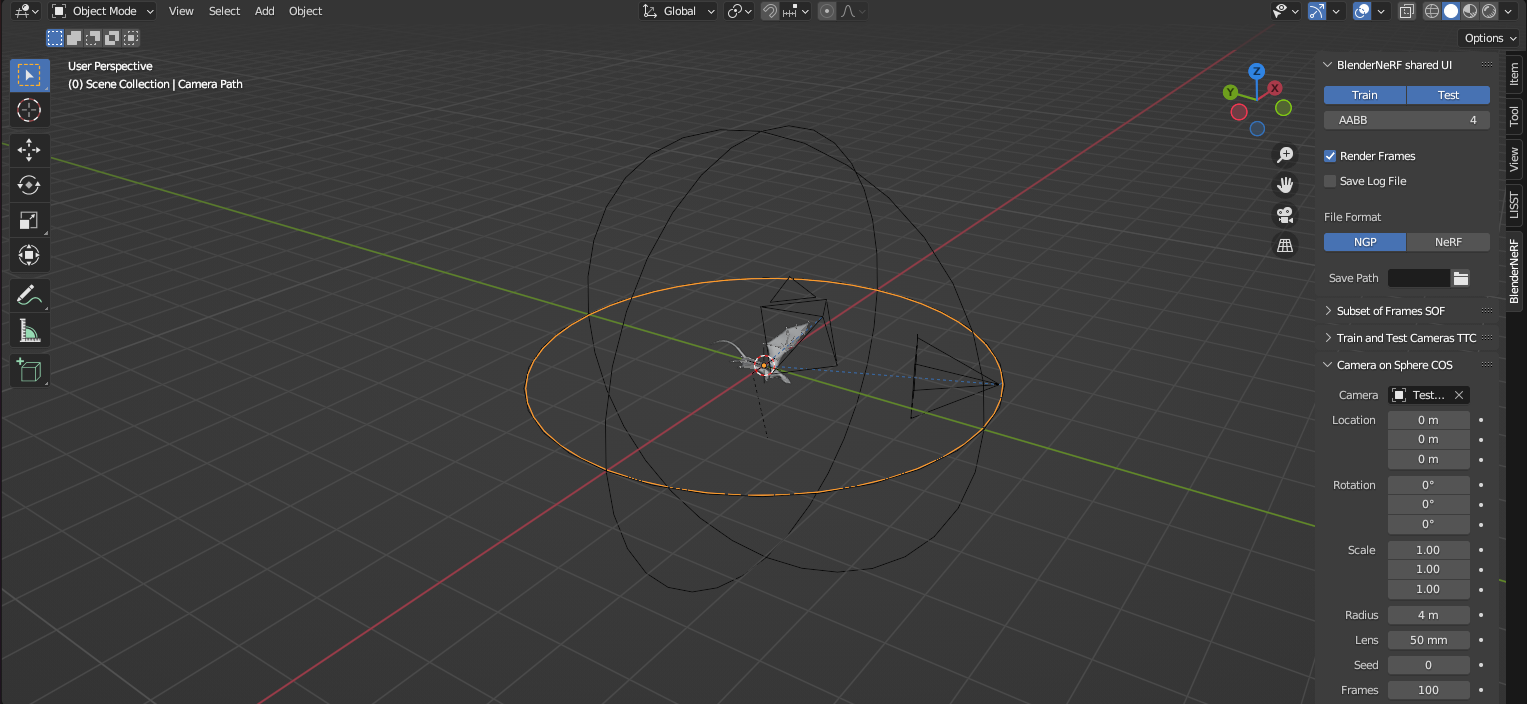 Object Mode View Select Add Object Global
Options
User Perspective
(0) Scene Collection | Camera Path
Z
Y X
BlenderNeRF shared UI
Train Test
AABB 4
Render Frames
Save Log File
File Format
NGP NeRF
Save Path
Subset of Frames SOF
Train and Test Cameras TTC
Camera on Sphere COS
Camera Test...
Location 0 m
0 m
0 m
Rotation 0°
0°
0°
Scale 1.00
1.00
1.00
Radius 4 m
Lens 50 mm
Seed 0
Frames 100
Item
Tool
View
LISST
BlenderNeRF